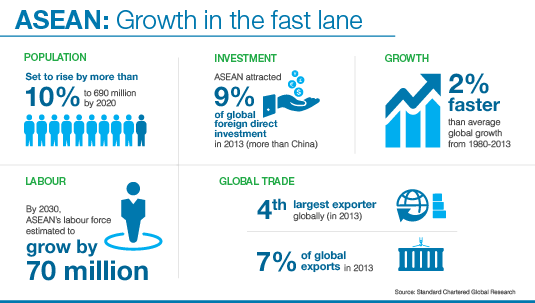 ASEAN: Growth in the fast lane
POPULATION
Set to rise by more than
10% to 690 million
by 2020
INVESTMENT
ASEAN attracted
9%
of global
foreign direct
investment
in 2013 (more than China)
GROWTH
2%
faster
than average
global growth
from 1980-2013
LABOUR
By 2030,
ASEAN's labour force
estimated to
grow by
70 million
GLOBAL TRADE
4th largest exporter
globally (in 2013)
7% of global
exports in 2013
Source: Standard Chartered Global Research